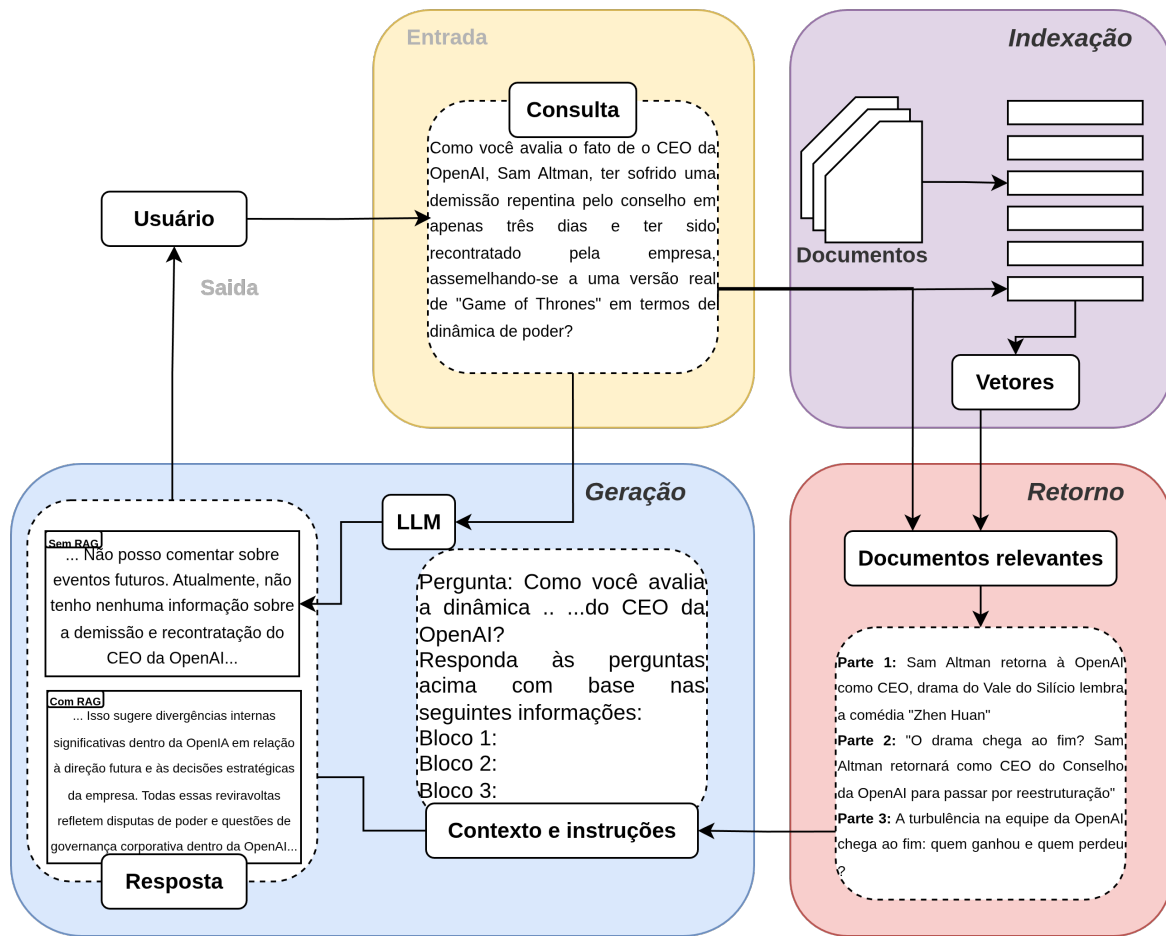 Entrada
Consulta
Como você avalia o fato de o CEO da
OpenAI, Sam Altman, ter sofrido uma
demissão repentina pelo conselho em
apenas três dias e ter sido
recontratado pela empresa,
assemelhando-se a uma versão real
de "Game of Thrones" em termos de
dinâmica de poder?
Indexação
Documentos
Vetores
Usuário
Saida
Geração
LLM
Pergunta: Como você avalia
a dinâmica .. ...do CEO da
OpenAI?
Responda às perguntas
acima com base nas
seguintes informações:
Bloco 1:
Bloco 2:
Bloco 3:
Contexto e instruções
Sem RAG
... Não posso comentar sobre
eventos futuros. Atualmente, não
tenho nenhuma informação sobre
a demissão e recontratação do
CEO da OpenAI...
Com RAG
... Isso sugere divergências internas
significativas dentro da OpenIA em relação
à direção futura e às decisões estratégicas
da empresa. Todas essas reviravoltas
refletem disputas de poder e questões de
governança corporativa dentro da OpenAI...
Resposta
Retorno
Documentos relevantes
Parte 1: Sam Altman retorna à OpenAI
como CEO, drama do Vale do Silício lembra
a comédia "Zhen Huan"
Parte 2: "O drama chega ao fim? Sam
Altman retornará como CEO do Conselho
da OpenAI para passar por reestruturação"
Parte 3: A turbulência na equipe da OpenAI
chega ao fim: quem ganhou e quem perdeu
?